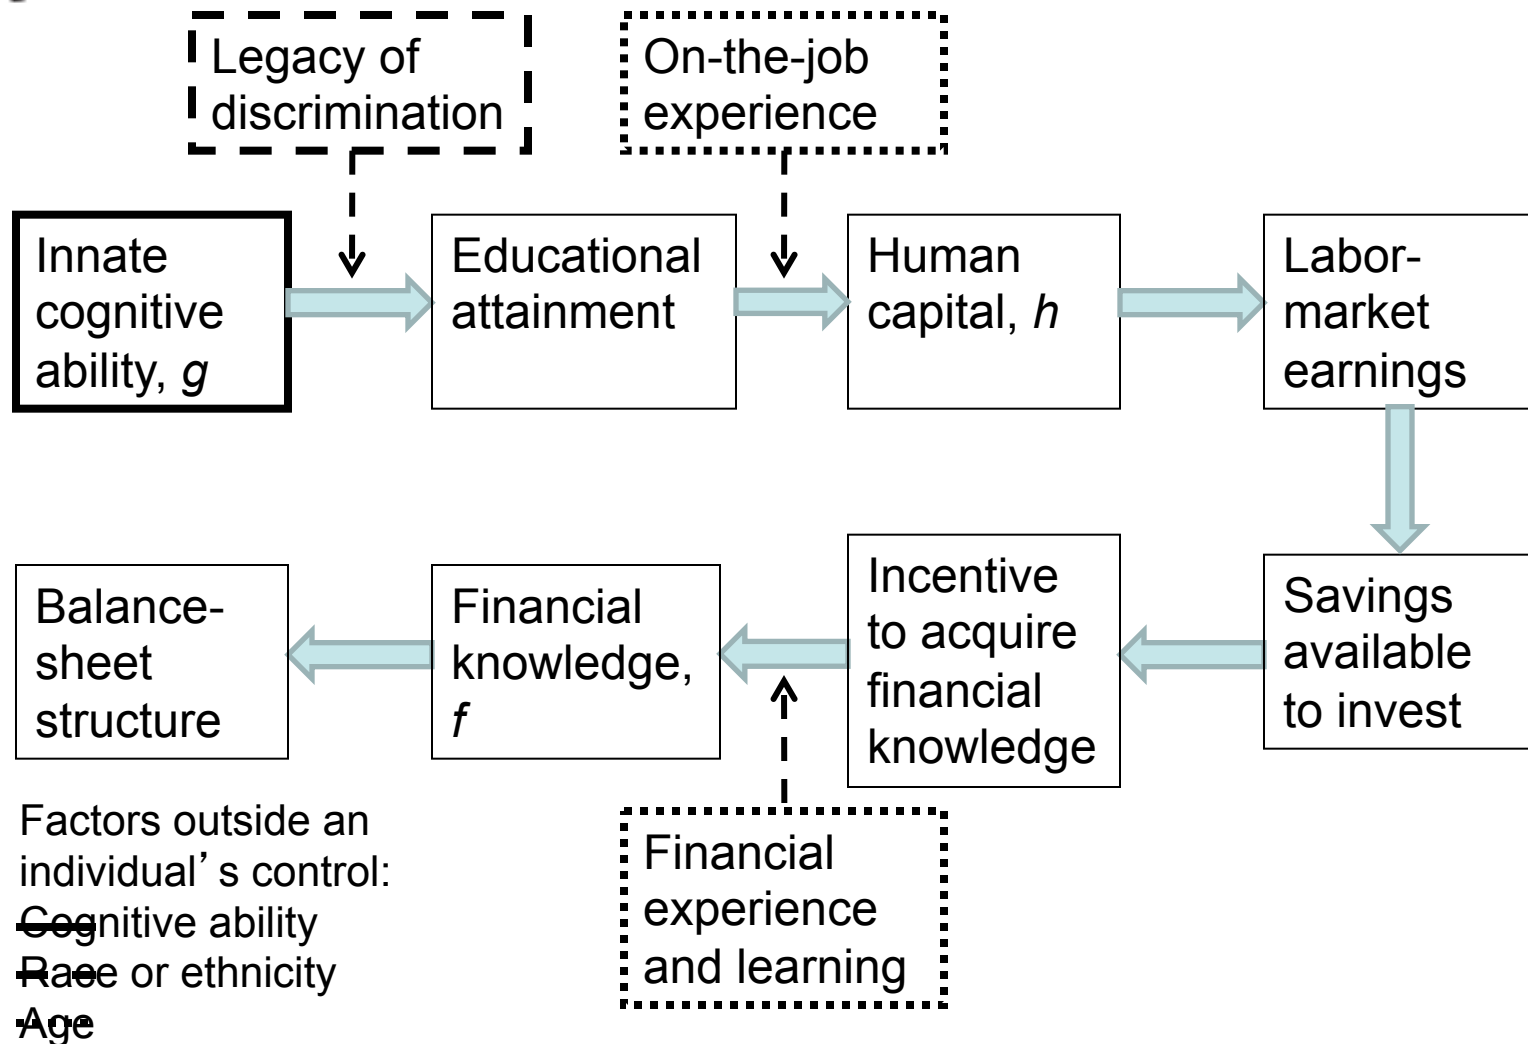 Legacy of
discrimination
On-the-job
experience
Innate
cognitive
ability, g
Educational
attainment
Human
capital, h
Labor-
market
earnings
Balance-
sheet
structure
Financial
knowledge,
f
Incentive
to acquire
financial
knowledge
Savings
available
to invest
Factors outside an
individual’s control:
Cognitive ability
Race or ethnicity
Age
Financial
experience
and learning